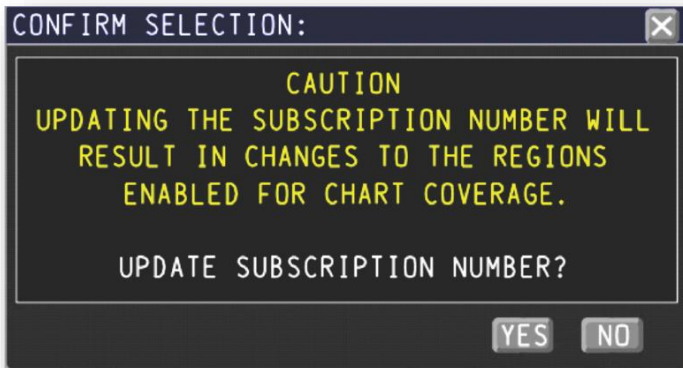 CONFIRM SELECTION:
CAUTION
UPDATING THE SUBSCRIPTION NUMBER WILL
RESULT IN CHANGES TO THE REGIONS
ENABLED FOR CHART COVERAGE.
UPDATE SUBSCRIPTION NUMBER?
YES NO